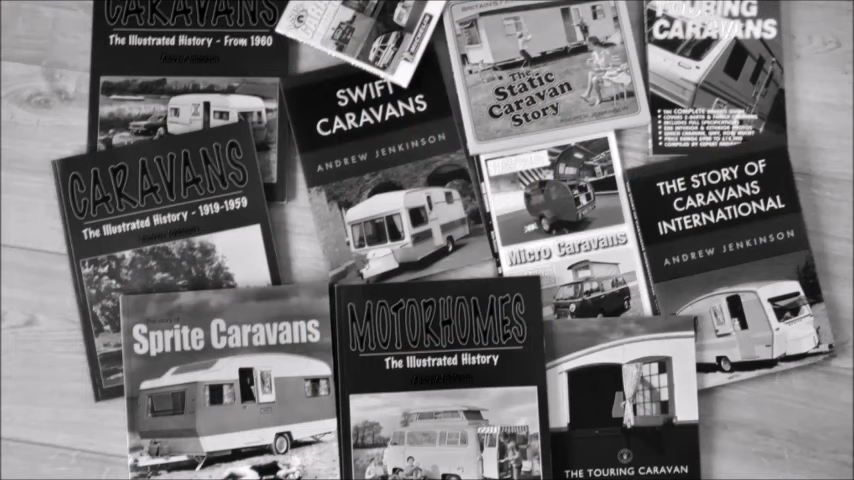 CARAVANS
The Illustrated History - From 1960
CARAVANS
The Illustrated History - 1919-1959
SWIFT
CARAVANS
ANDREW JENKINSON
The
Static
Caravan
Story
TOURING
CARAVANS
Micro Caravans
THE STORY OF
CARAVANS
INTERNATIONAL
ANDREW JENKINSON
Sprite Caravans
MOTORHOMES
The Illustrated History
THE TOURING CARAVAN